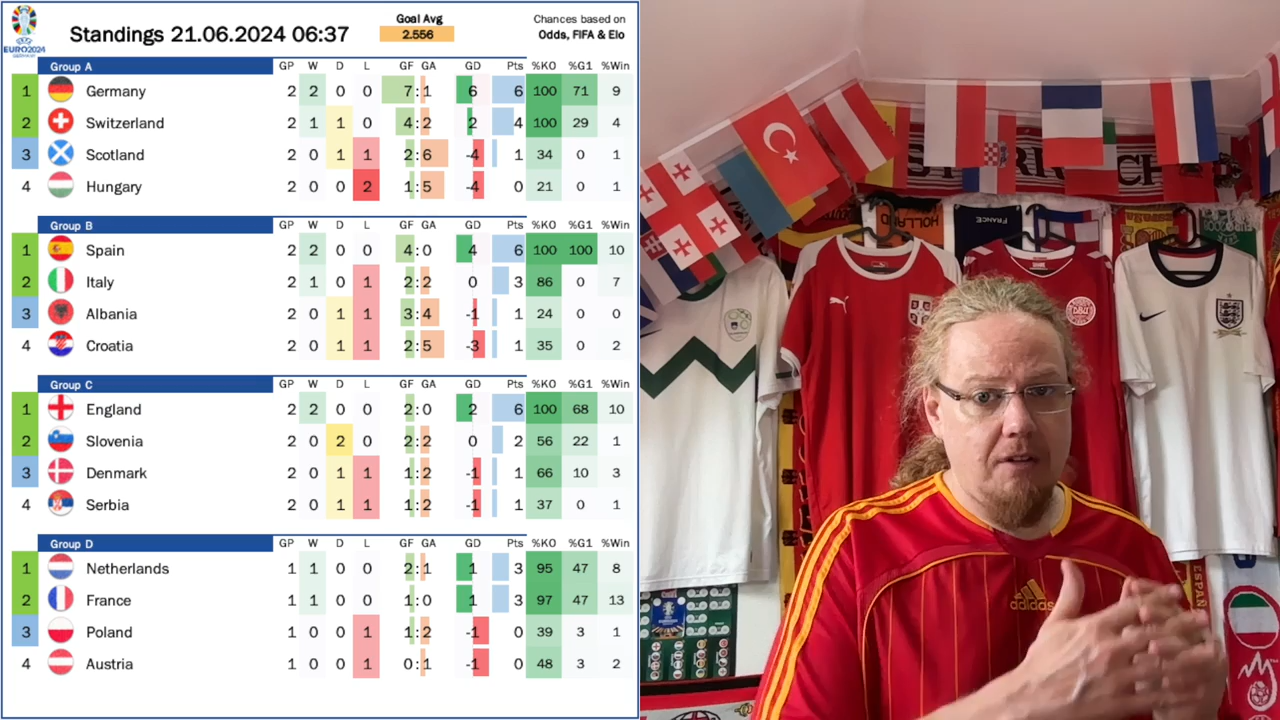 EURO2024
GERMANY
Standings 21.06.2024 06:37
Goal Avg
2.556
Chances based on
Odds, FIFA & Elo
Group A GP W D L GF GA GD Pts %KO %G1 %Win
1 Germany 2 2 0 0 7:1 6 6 100 71 9
2 Switzerland 2 1 1 0 4:2 2 4 100 29 4
3 Scotland 2 0 1 1 2:6 -4 1 34 0 1
4 Hungary 2 0 0 2 1:5 -4 0 21 0 1
Group B GP W D L GF GA GD Pts %KO %G1 %Win
1 Spain 2 2 0 0 4:0 4 6 100 100 10
2 Italy 2 1 0 1 2:2 0 3 86 0 7
3 Albania 2 0 1 1 3:4 -1 1 24 0 0
4 Croatia 2 0 1 1 2:5 -3 1 35 0 2
Group C GP W D L GF GA GD Pts %KO %G1 %Win
1 England 2 2 0 0 2:0 2 6 100 68 10
2 Slovenia 2 0 2 0 2:2 0 2 56 22 1
3 Denmark 2 0 1 1 1:2 -1 1 66 10 3
4 Serbia 2 0 1 1 1:2 -1 1 37 0 1
Group D GP W D L GF GA GD Pts %KO %G1 %Win
1 Netherlands 1 1 0 0 2:1 1 3 95 47 8
2 France 1 1 0 0 1:0 1 3 97 47 13
3 Poland 1 0 0 1 1:2 -1 0 39 3 1
4 Austria 1 0 0 1 0:1 -1 0 48 3 2
HOLLAND
FRANCE
DBU
adidas